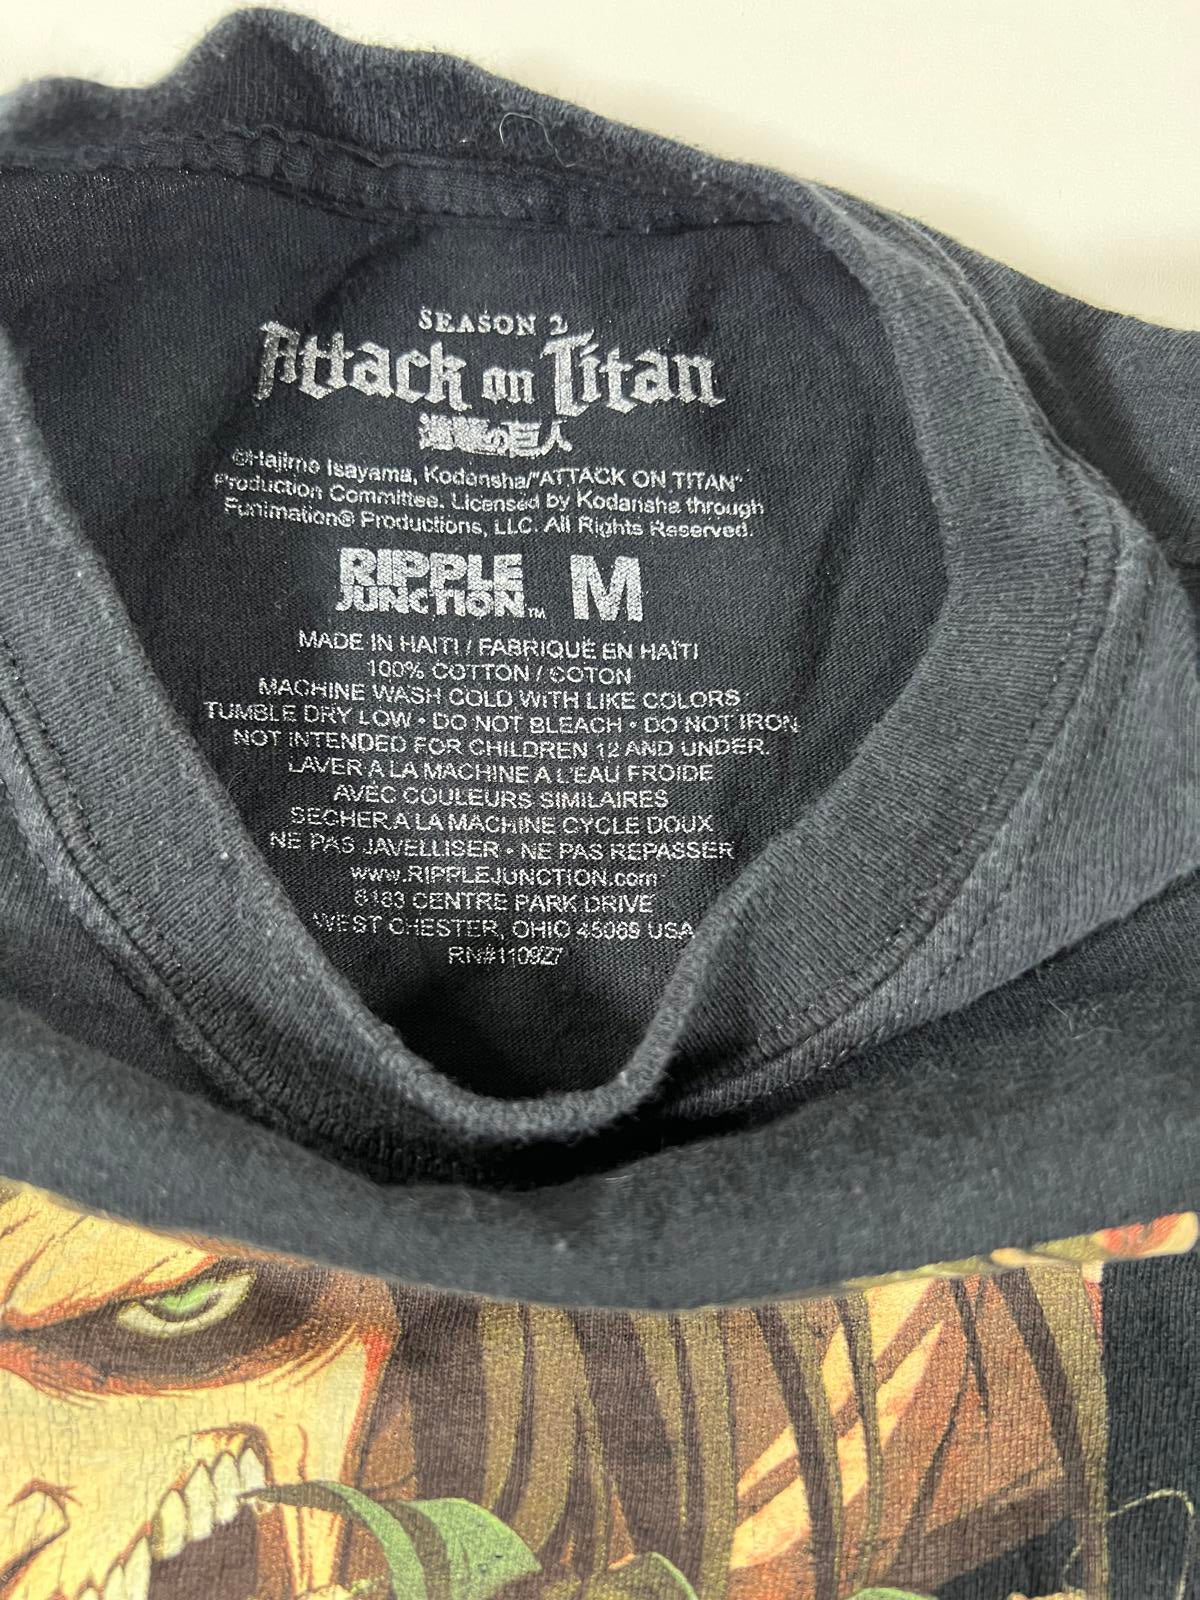 SEASON 2
Attack on Titan
進撃の巨人
©Hajime Isayama, Kodansha/"ATTACK ON TITAN"
Production Committee. Licensed by Kodansha through
Funimation® Productions, LLC. All Rights Reserved.
RIPPLE JUNCTION™ M
MADE IN HAITI / FABRIQUÉ EN HAÏTI
100% COTTON / COTON
MACHINE WASH COLD WITH LIKE COLORS
TUMBLE DRY LOW • DO NOT BLEACH • DO NOT IRON
NOT INTENDED FOR CHILDREN 12 AND UNDER.
LAVER A LA MACHINE A L'EAU FROIDE
AVEC COULEURS SIMILAIRES
SECHER A LA MACHINE CYCLE DOUX
NE PAS JAVELLISER • NE PAS REPASSER
www.RIPPLEJUNCTION.com
6183 CENTRE PARK DRIVE
WEST CHESTER, OHIO 45069 USA
RN#110927